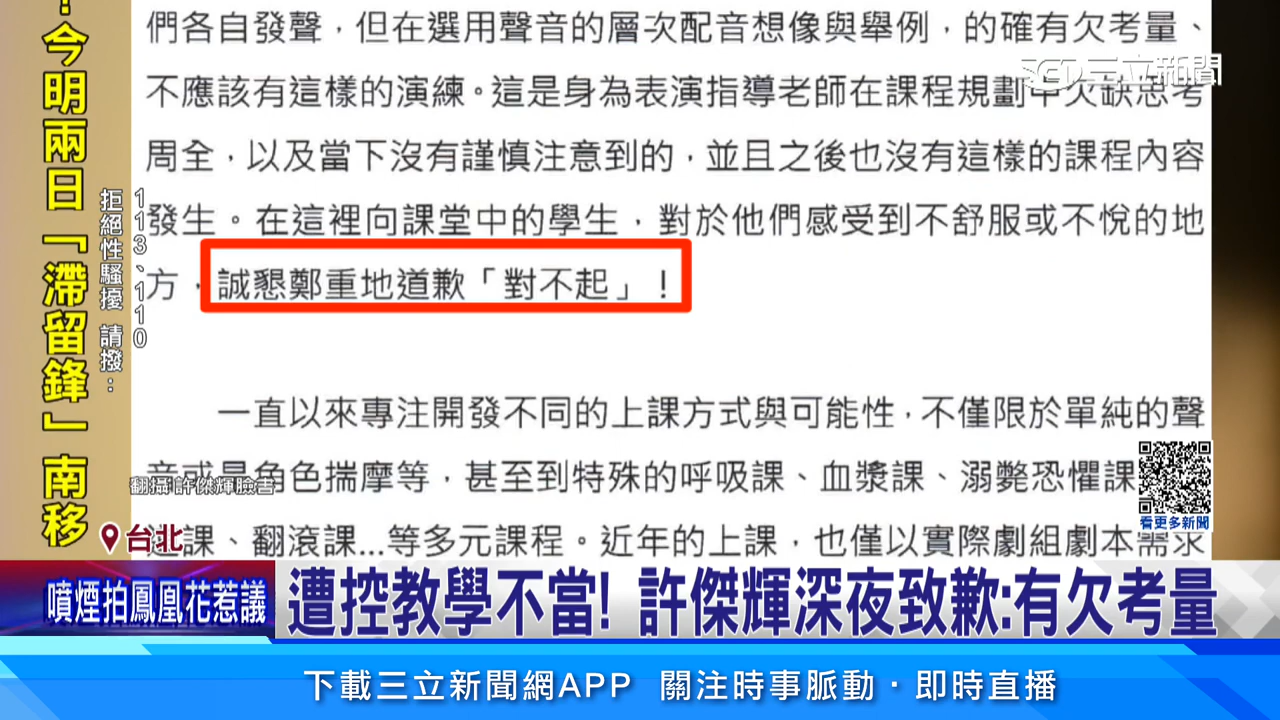 們各自發聲，但在選用聲音的層次配音想像與舉例，的確有欠考量、
不應該有這樣的演練。這是身為表演指導老師在課程規劃中欠缺思考
周全，以及當下沒有謹慎注意到的，並且之後也沒有這樣的課程內容
發生。在這裡向課堂中的學生，對於他們感受到不舒服或不悅的地
方，誠懇鄭重地道歉「對不起」！
一直以來專注開發不同的上課方式與可能性，不僅限於單純的聲
音或是角色揣摩等，甚至到特殊的呼吸課、血漿課、溺斃恐懼課
課、翻滾課...等多元課程。近年的上課，也僅以實際劇組劇本需求
三立新聞
！今明兩日「滯留鋒」南移
拒絕性騷擾 請撥：
113、110
翻攝 許傑輝臉書
台北
看更多新聞
噴煙拍鳳凰花惹議
遭控教學不當! 許傑輝深夜致歉:有欠考量
下載三立新聞網APP 關注時事脈動·即時直播